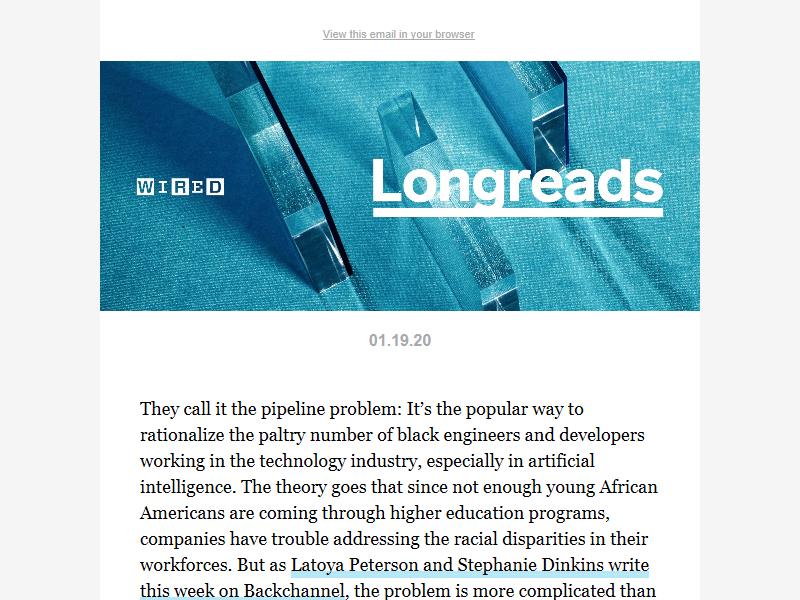 View this email in your browser
WIRED
Longreads
01.19.20
They call it the pipeline problem: It’s the popular way to
rationalize the paltry number of black engineers and developers
working in the technology industry, especially in artificial
intelligence. The theory goes that since not enough young African
Americans are coming through higher education programs,
companies have trouble addressing the racial disparities in their
workforces. But as Latoya Peterson and Stephanie Dinkins write
this week on Backchannel, the problem is more complicated than